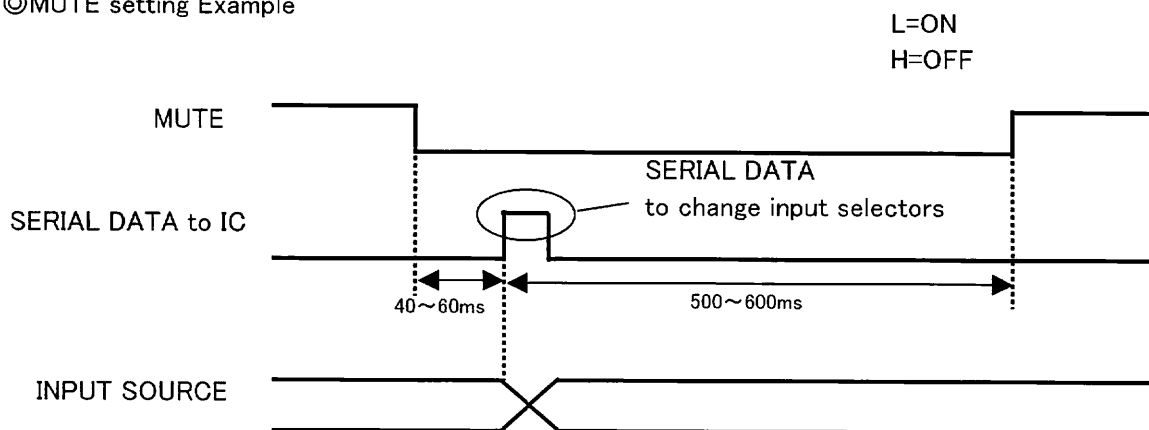 ◎MUTE setting Example
L=ON
H=OFF
MUTE
SERIAL DATA
to change input selectors
SERIAL DATA to IC
40～60ms
500～600ms
INPUT SOURCE